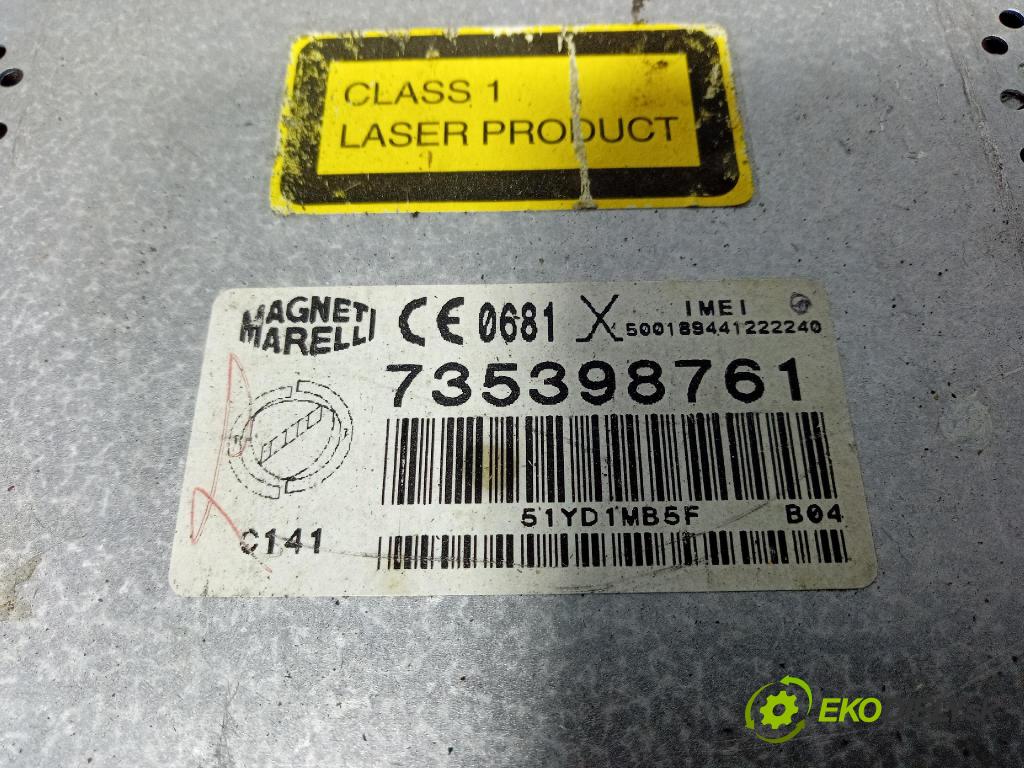 CLASS 1
LASER PRODUCT
MAGNETI
MARELLI
CE 0681
IMEI
500189441222240
735398761
51YD1MB5F B04
C141
EKO